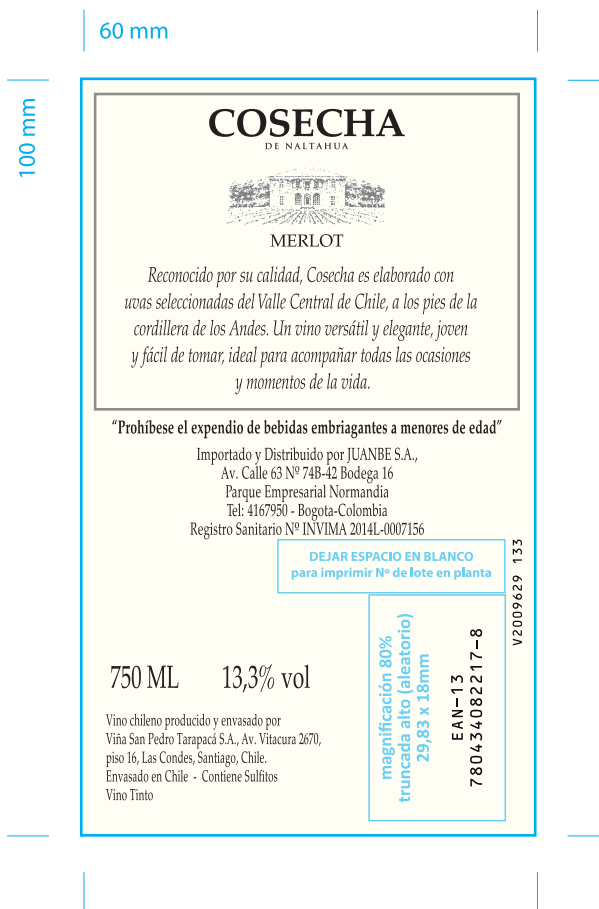 60 mm
100 mm
COSECHA
DE NALTAHUA
MERLOT
Reconocido por su calidad, Cosecha es elaborado con
uvas seleccionadas del Valle Central de Chile, a los pies de la
cordillera de los Andes. Un vino versátil y elegante, joven
y fácil de tomar, ideal para acompañar todas las ocasiones
y momentos de la vida.
“Prohíbese el expendio de bebidas embriagantes a menores de edad”
Importado y Distribuido por JUANBE S.A.,
Av. Calle 63 Nº 74B-42 Bodega 16
Parque Empresarial Normandia
Tel: 4167950 - Bogota-Colombia
Registro Sanitario Nº INVIMA 2014L-0007156
DEJAR ESPACIO EN BLANCO
para imprimir Nº de lote en planta
V2009629 133
750 ML 13,3% vol
magnificación 80%
truncada alto (aleatorio)
29,83 x 18mm
EAN-13
780434082217-8
Vino chileno producido y envasado por
Viña San Pedro Tarapacá S.A., Av. Vitacura 2670,
piso 16, Las Condes, Santiago, Chile.
Envasado en Chile - Contiene Sulfitos
Vino Tinto